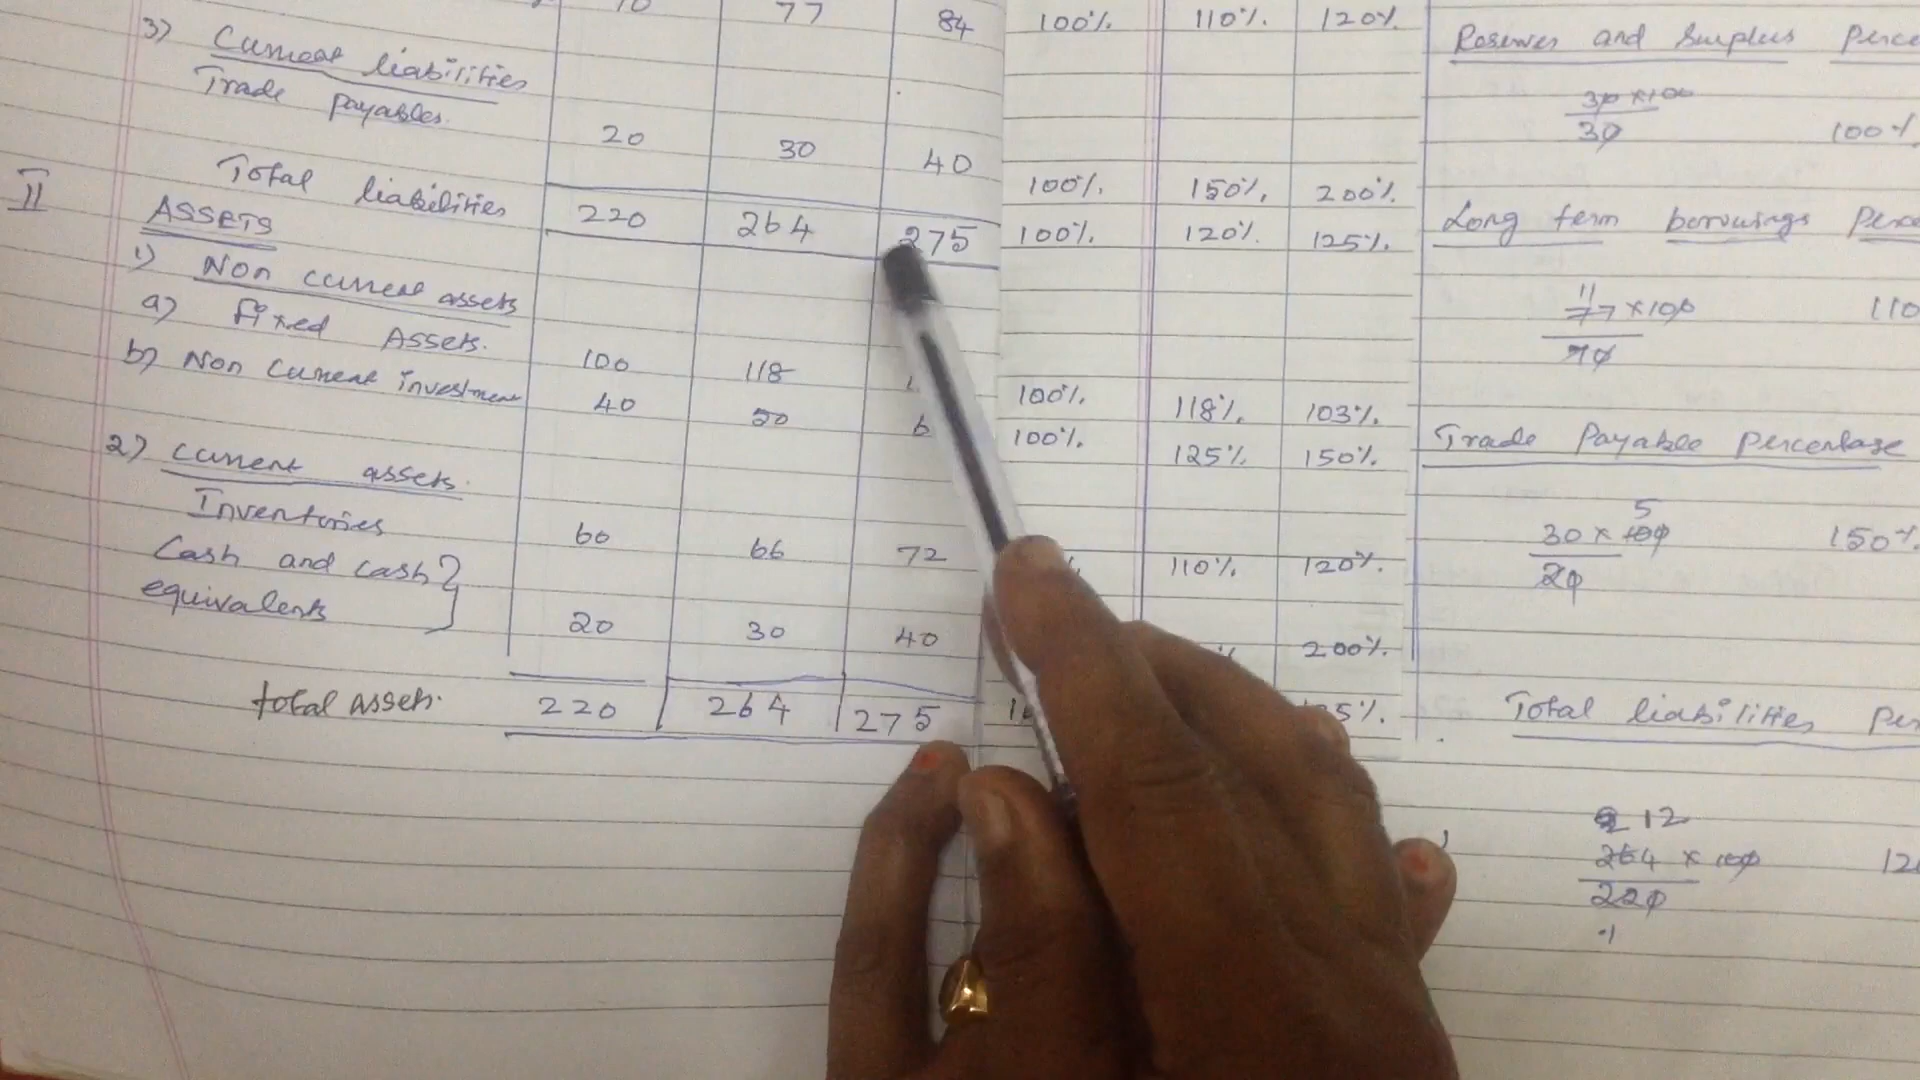 77 84 100% 110% 120%
3) Current liabilities
Trade payables.
20 30 40 100% 150% 200%
Total liabilities 220 264 275 100% 120% 125%
II ASSETS
1) Non current assets
a) Fixed Assets. 100 118 100% 118% 103%
b) Non current investment 40 50 100% 125% 150%
2) Current assets.
Inventories 60 66 72 110% 120%
Cash and cash }
equivalents 20 30 40 200%.
total assets. 220 264 275
Reserves and Surplus
30 x 100
30
100%
Long term borrowings
11
77 x 100
70
110
Trade Payable Percentage
5
30 x 100
20
150%
Total liabilities
12
264 x 100
220